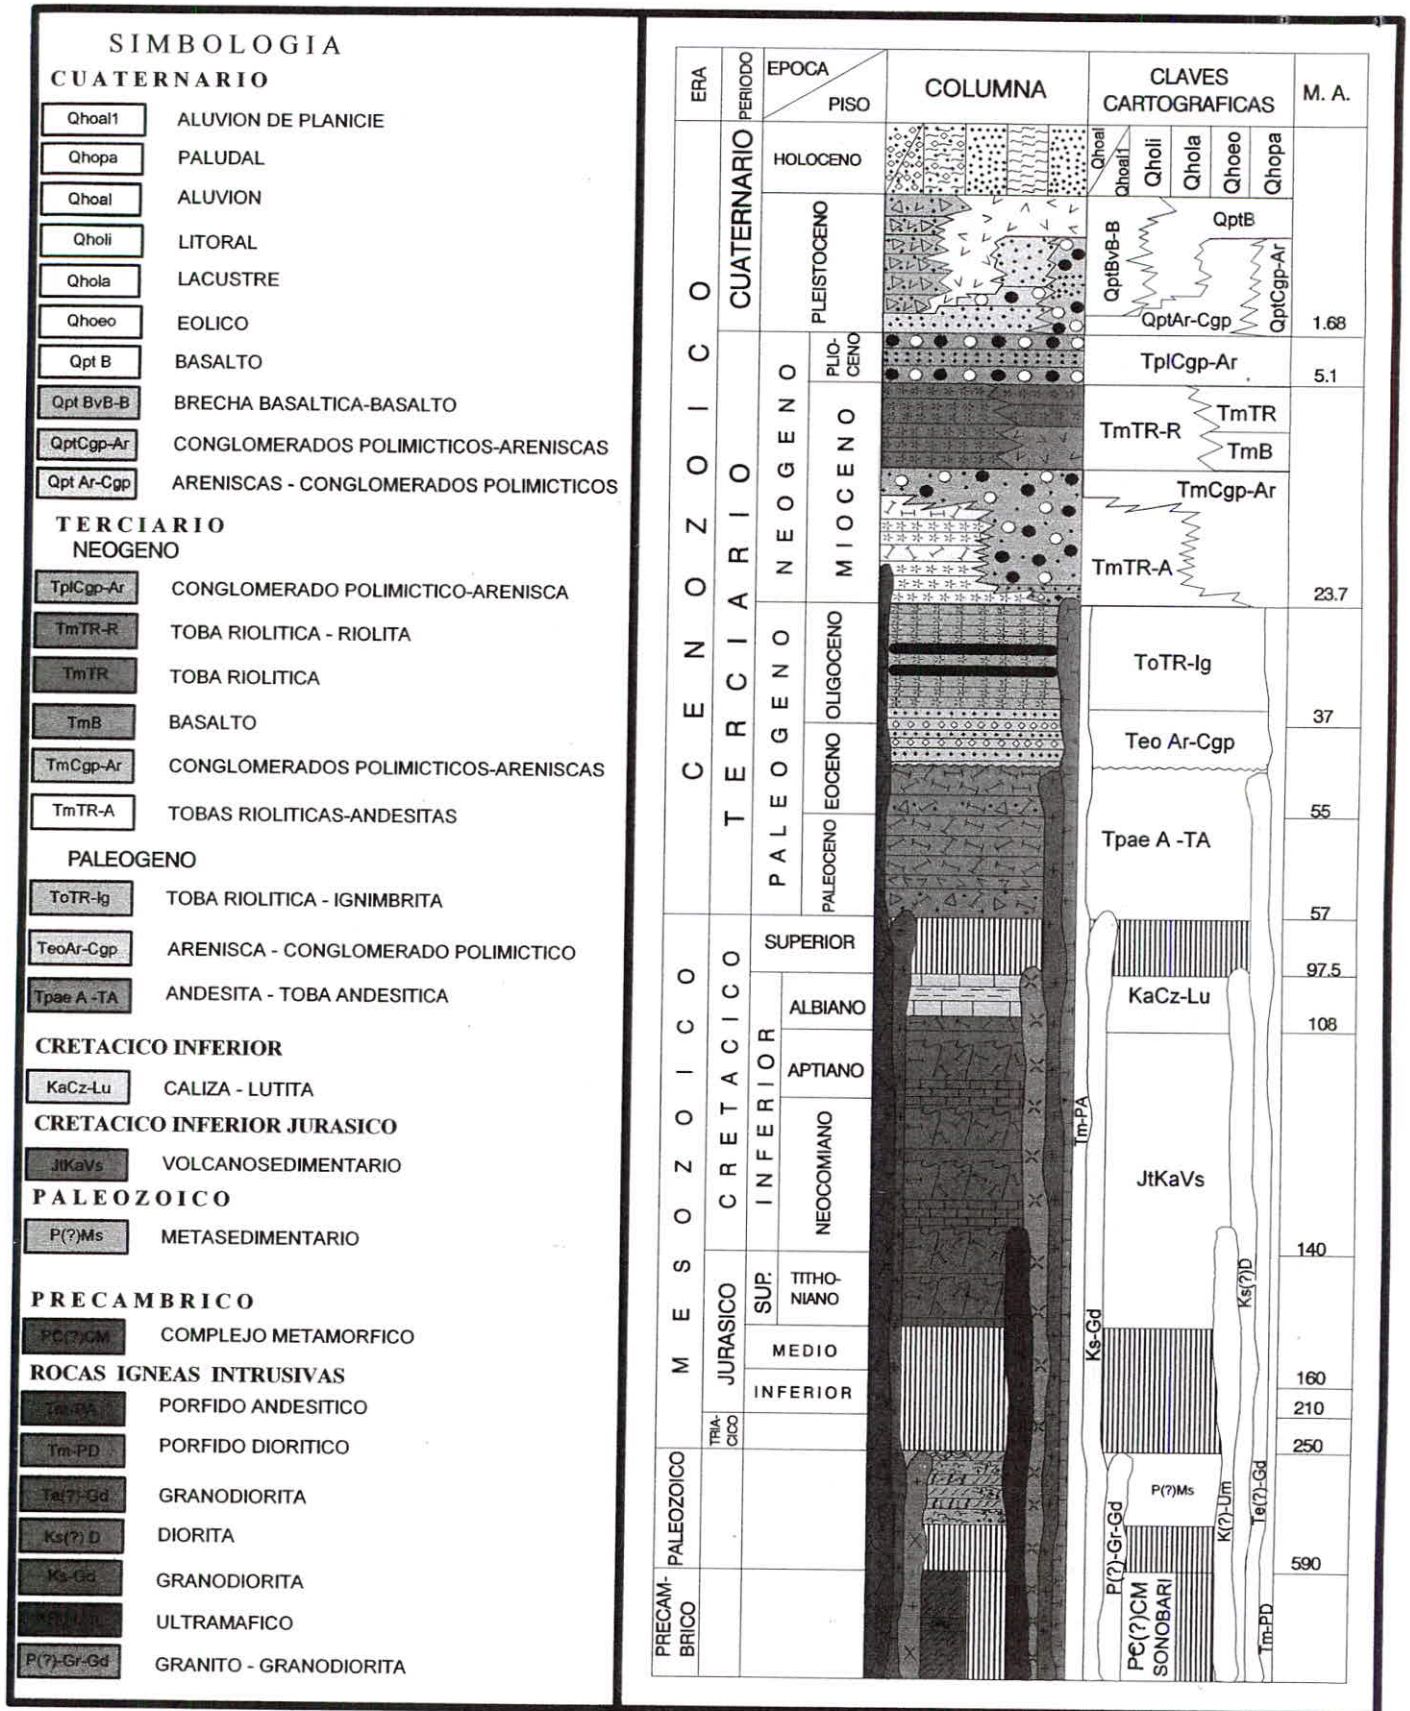 SIMBOLOGIA
CUATERNARIO
Qhoal1 ALUVION DE PLANICIE
Qhopa PALUDAL
Qhoal ALUVION
Qholi LITORAL
Qhola LACUSTRE
Qhoeo EOLICO
Qpt B BASALTO
Qpt BvB-B BRECHA BASALTICA-BASALTO
QptCgp-Ar CONGLOMERADOS POLIMICTICOS-ARENISCAS
Qpt Ar-Cgp ARENISCAS - CONGLOMERADOS POLIMICTICOS
TERCIARIO
NEOGENO
TplCgp-Ar CONGLOMERADO POLIMICTICO-ARENISCA
TmTR-R TOBA RIOLITICA - RIOLITA
TmTR TOBA RIOLITICA
TmB BASALTO
TmCgp-Ar CONGLOMERADOS POLIMICTICOS-ARENISCAS
TmTR-A TOBAS RIOLITICAS-ANDESITAS
PALEOGENO
ToTR-Ig TOBA RIOLITICA - IGNIMBRITA
TeoAr-Cgp ARENISCA - CONGLOMERADO POLIMICTICO
Tpae A -TA ANDESITA - TOBA ANDESITICA
CRETACICO INFERIOR
KaCz-Lu CALIZA - LUTITA
CRETACICO INFERIOR JURASICO
JtKaVs VOLCANOSEDIMENTARIO
PALEOZOICO
P(?)Ms METASEDIMENTARIO
PRECAMBRICO
PC(?)CM COMPLEJO METAMORFICO
ROCAS IGNEAS INTRUSIVAS
PORFIDO ANDESITICO
Tm-PD PORFIDO DIORITICO
Te(?)-Gd GRANODIORITA
Ks(?) D DIORITA
Ks-Gd GRANODIORITA
ULTRAMAFICO
P(?)-Gr-Gd GRANITO - GRANODIORITA
ERA
PERIODO
EPOCA
PISO
COLUMNA
CLAVES
CARTOGRAFICAS
M. A.
CENOZOICO
CUATERNARIO
HOLOCENO
Qhoal
Qhoal1
Qholi
Qhola
Qhoeo
Qhopa
PLEISTOCENO
QptBvB-B
QptB
QptCgp-Ar
QptAr-Cgp
1.68
TERCIARIO
NEOGENO
PLIO-
CENO
TplCgp-Ar
5.1
MIOCENO
TmTR-R
TmTR
TmB
TmCgp-Ar
TmTR-A
23.7
PALEOGENO
OLIGOCENO
ToTR-Ig
37
EOCENO
Teo Ar-Cgp
55
PALEOCENO
Tpae A -TA
57
MESOZOICO
CRETACICO
SUPERIOR
97.5
INFERIOR
ALBIANO
KaCz-Lu
108
APTIANO
Tm-PA
NEOCOMIANO
JtKaVs
140
JURASICO
SUP.
TITHO-
NIANO
Ks(?)D
Ks-Gd
MEDIO
160
INFERIOR
210
TRIA-
CICO
250
PALEOZOICO
P(?)Ms
K(?)-Um
Te(?)-Gd
P(?)-Gr-Gd
590
PRECAM-
BRICO
PC(?)CM
SONOBARI
Tm-PD